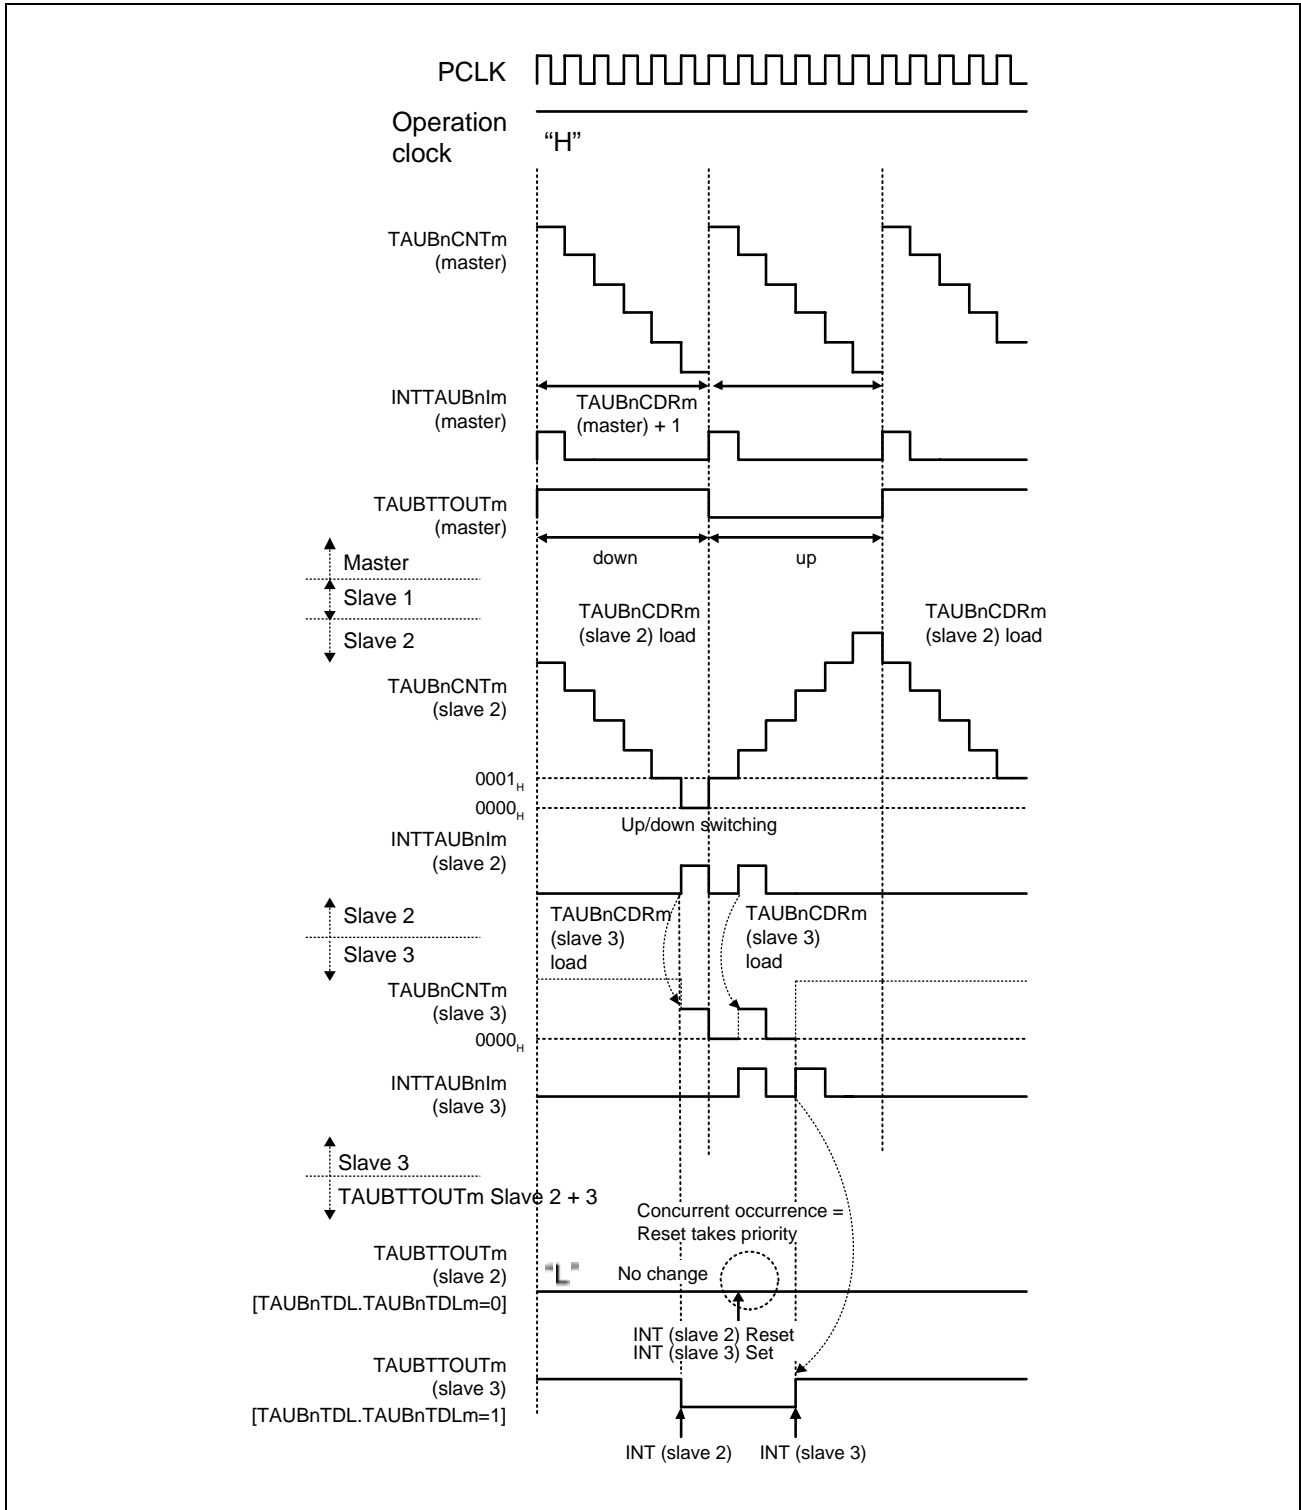 PCLK
Operation
clock
“H”
TAUBnCNTm
(master)
INTTAUBnIm
(master)
TAUBnCDRm
(master) + 1
TAUBTTOUTm
(master)
down
up
Master
Slave 1
Slave 2
TAUBnCDRm
(slave 2) load
TAUBnCDRm
(slave 2) load
TAUBnCNTm
(slave 2)
0001H
0000H
Up/down switching
INTTAUBnIm
(slave 2)
Slave 2
Slave 3
TAUBnCDRm
(slave 3)
load
TAUBnCDRm
(slave 3)
load
TAUBnCNTm
(slave 3)
0000H
INTTAUBnIm
(slave 3)
Slave 3
TAUBTTOUTm Slave 2 + 3
Concurrent occurrence =
Reset takes priority
TAUBTTOUTm
(slave 2)
[TAUBnTDL.TAUBnTDLm=0]
"L"
No change
INT (slave 2) Reset
INT (slave 3) Set
TAUBTTOUTm
(slave 3)
[TAUBnTDL.TAUBnTDLm=1]
INT (slave 2)
INT (slave 3)